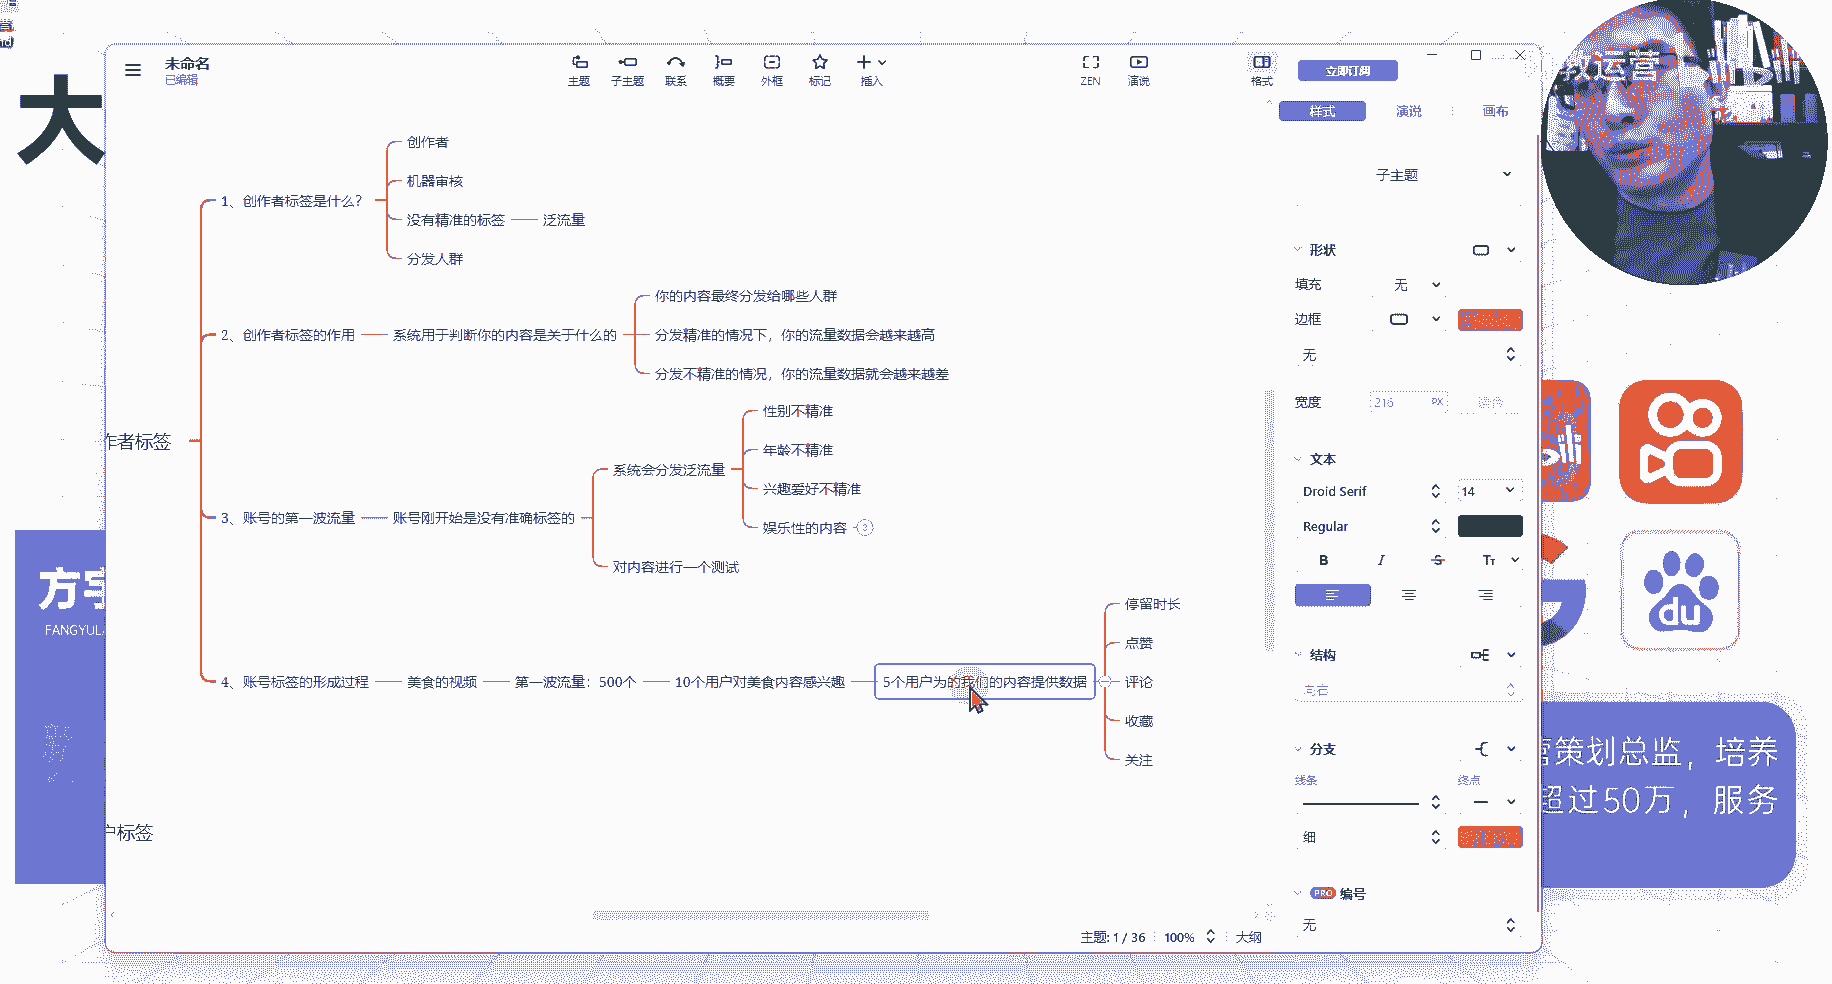 大
未命名
已编辑
主题
子主题
联系
概要
外框
标记
插入
ZEN
演说
格式
立即订阅
样式
演说
画布
运营
创作者
机器审核
1、创作者标签是什么？
没有精准的标签
泛流量
分发人群
你的内容最终分发给哪些人群
2、创作者标签的作用
系统用于判断你的内容是关于什么的
分发精准的情况下，你的流量数据会越来越高
分发不精准的情况，你的流量数据就会越来越差
性别不精准
作者标签
年龄不精准
系统会分发泛流量
兴趣爱好不精准
3、账号的第一波流量
账号刚开始是没有准确标签的
娱乐性的内容
对内容进行一个测试
停留时长
点赞
4、账号标签的形成过程
美食的视频
第一波流量：500个
10个用户对美食内容感兴趣
5个用户为的我们的内容提供数据
评论
收藏
关注
户标签
子主题
形状
填充
无
边框
无
宽度
216
PX
文本
Droid Serif
14
Regular
B
I
S
TT
结构
向右
分支
线条
终点
细
PRO
编号
无
主题: 1 / 36
100%
大纲
方宇
FANGYUL
du
营策划总监，培养
超过50万，服务